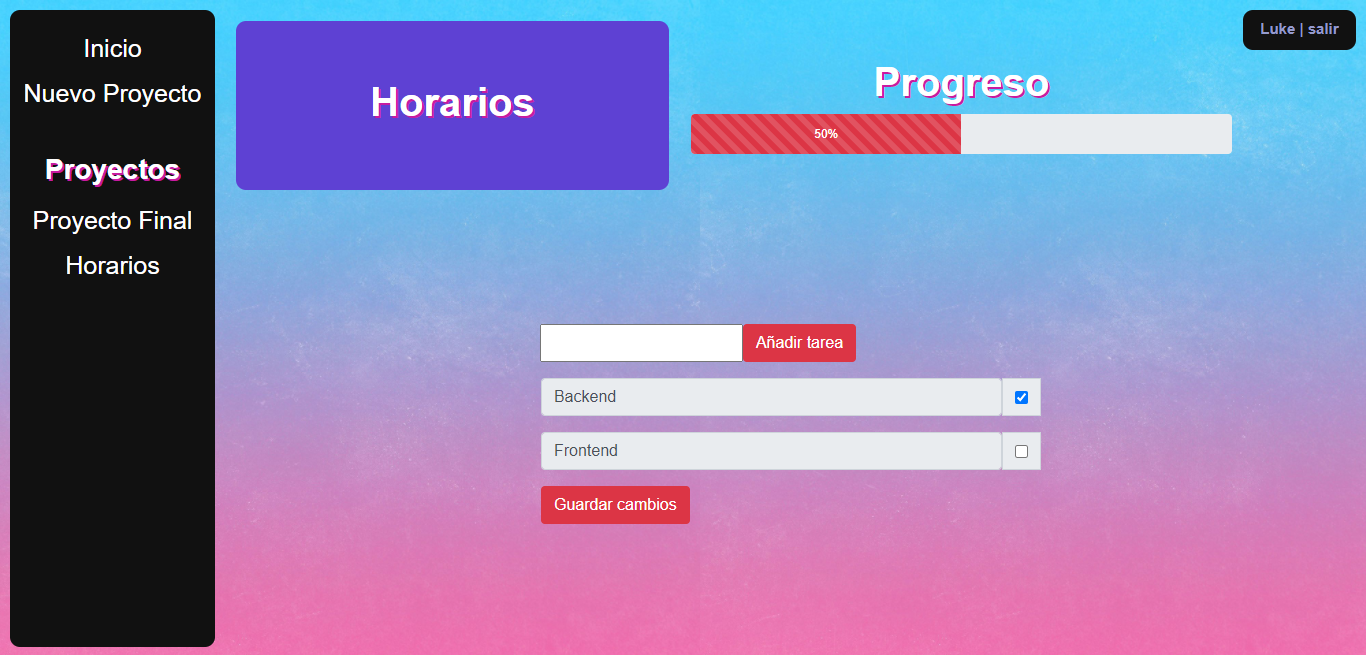 Inicio
Nuevo Proyecto
Proyectos
Proyecto Final
Horarios
Horarios
Progreso
50%
Luke | salir
Añadir tarea
Backend
Frontend
Guardar cambios